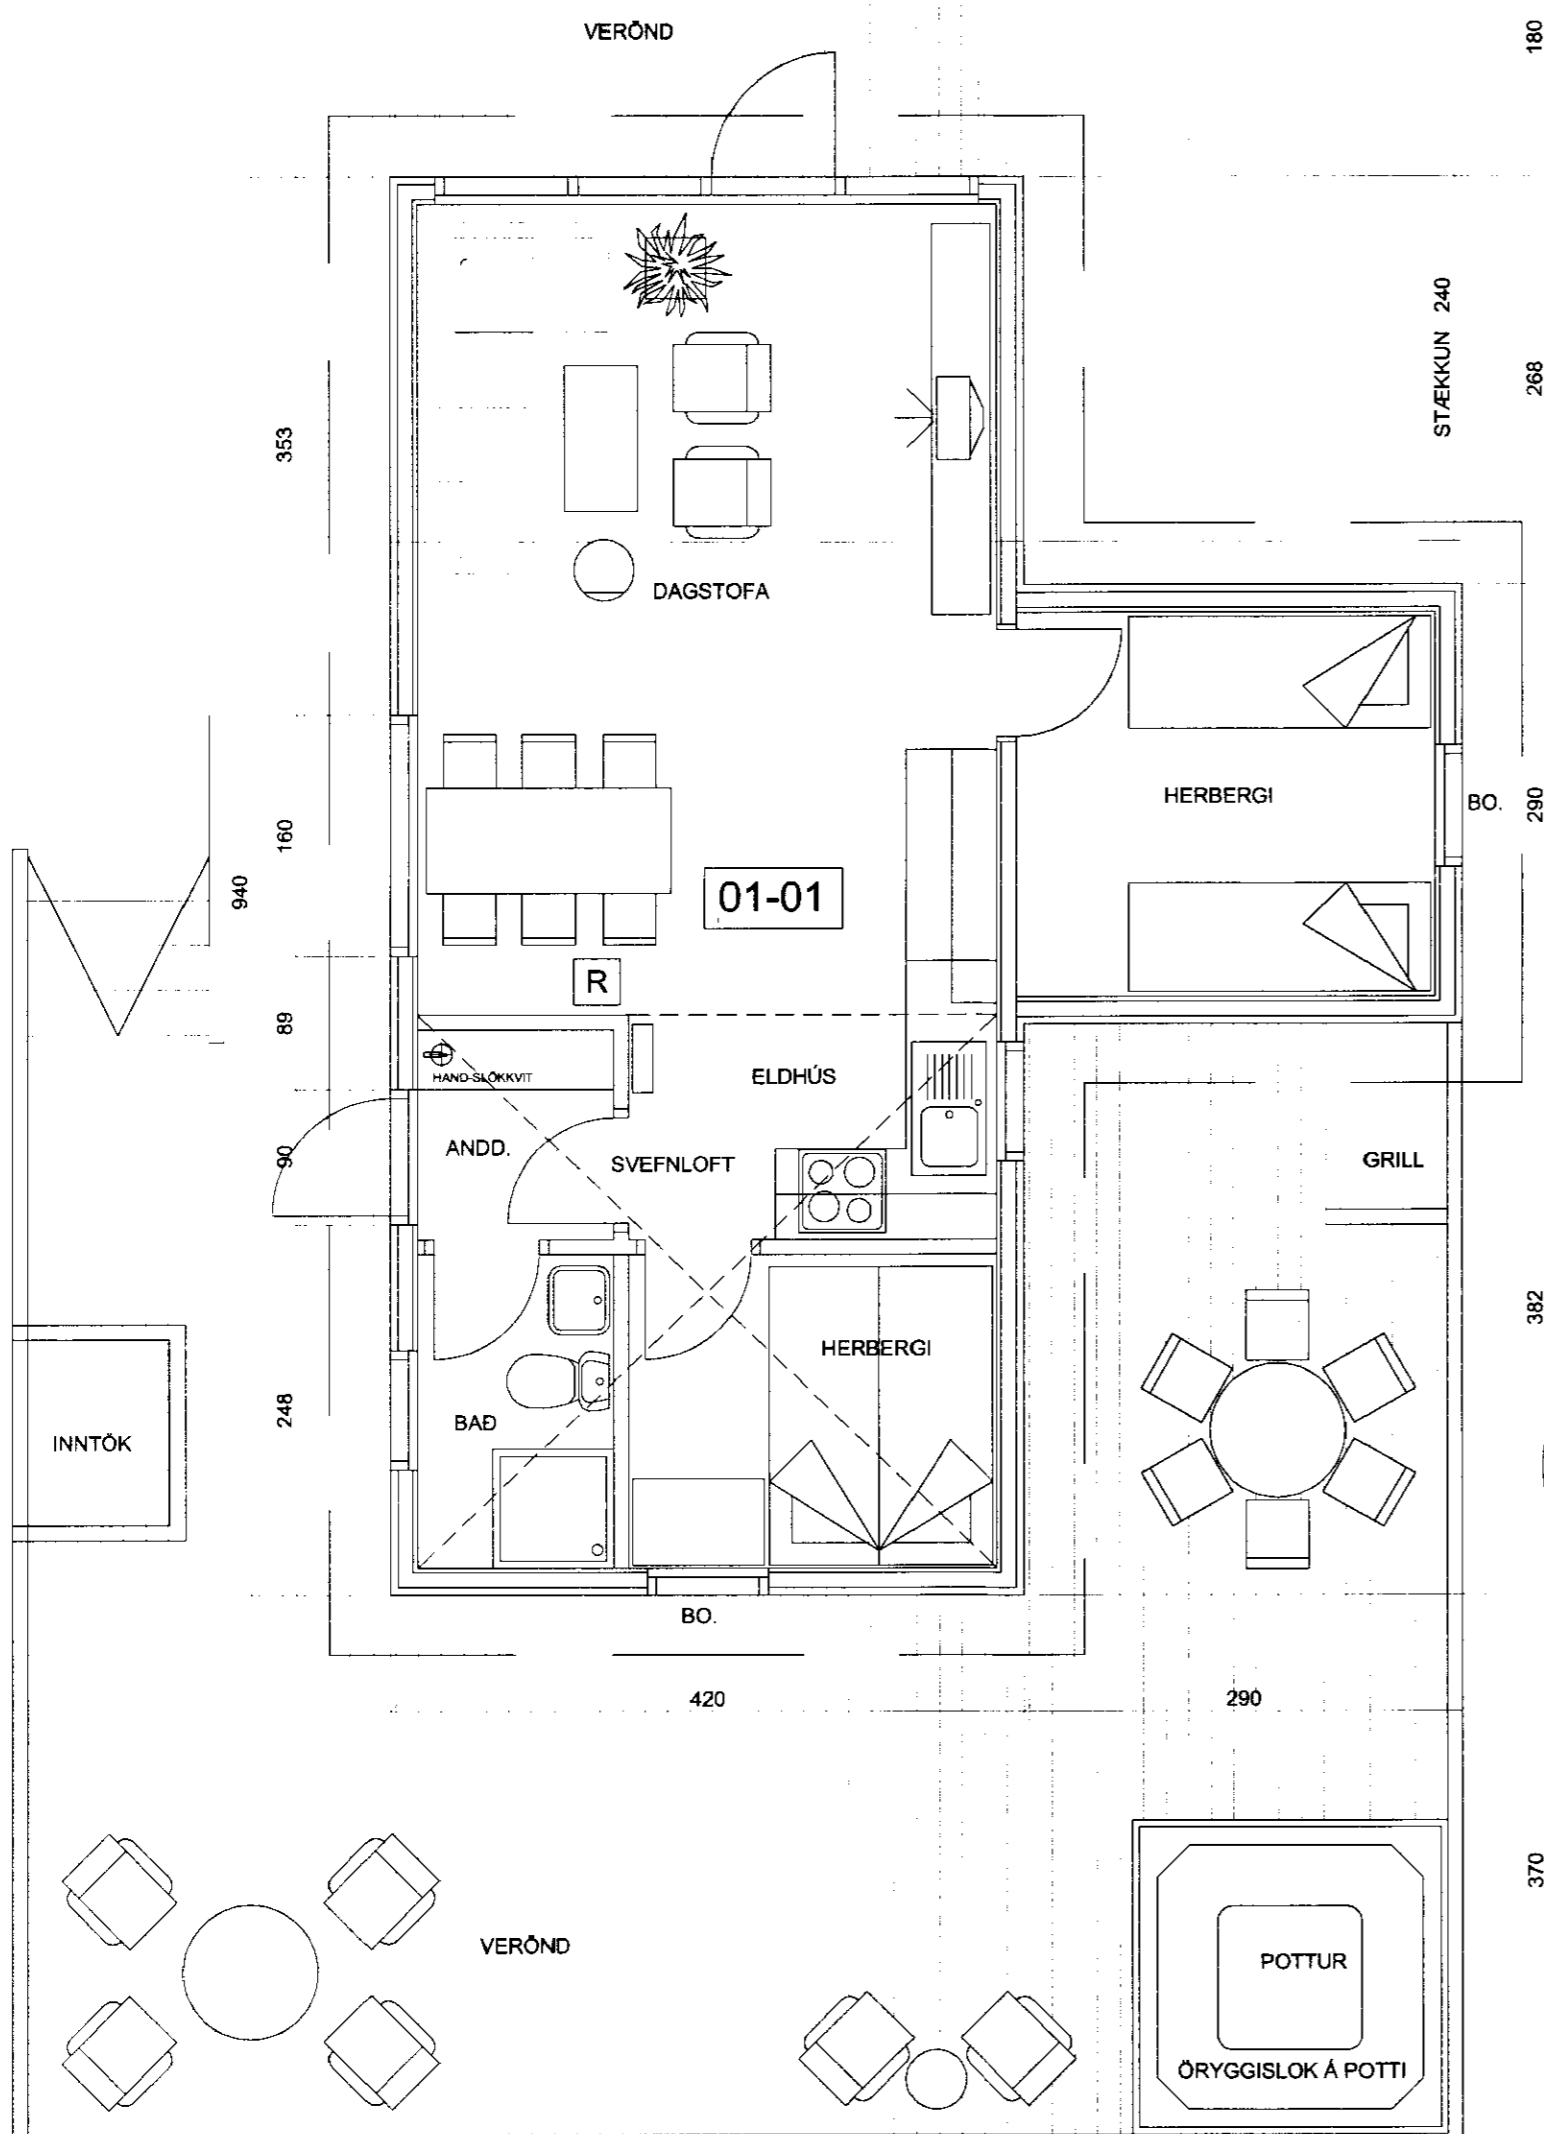 VERÖND
180
STÆKKUN 240
268
353
DAGSTOFA
HERBERGI
BO.
290
160
940
01-01
R
89
HAND-SLÖKKVIT
ELDHÚS
ANDD.
SVEFNLOFT
90
GRILL
382
HERBERGI
248
BAÐ
INNTÖK
BO.
420
290
370
VERÖND
POTTUR
ÖRYGGISLOK Á POTTI